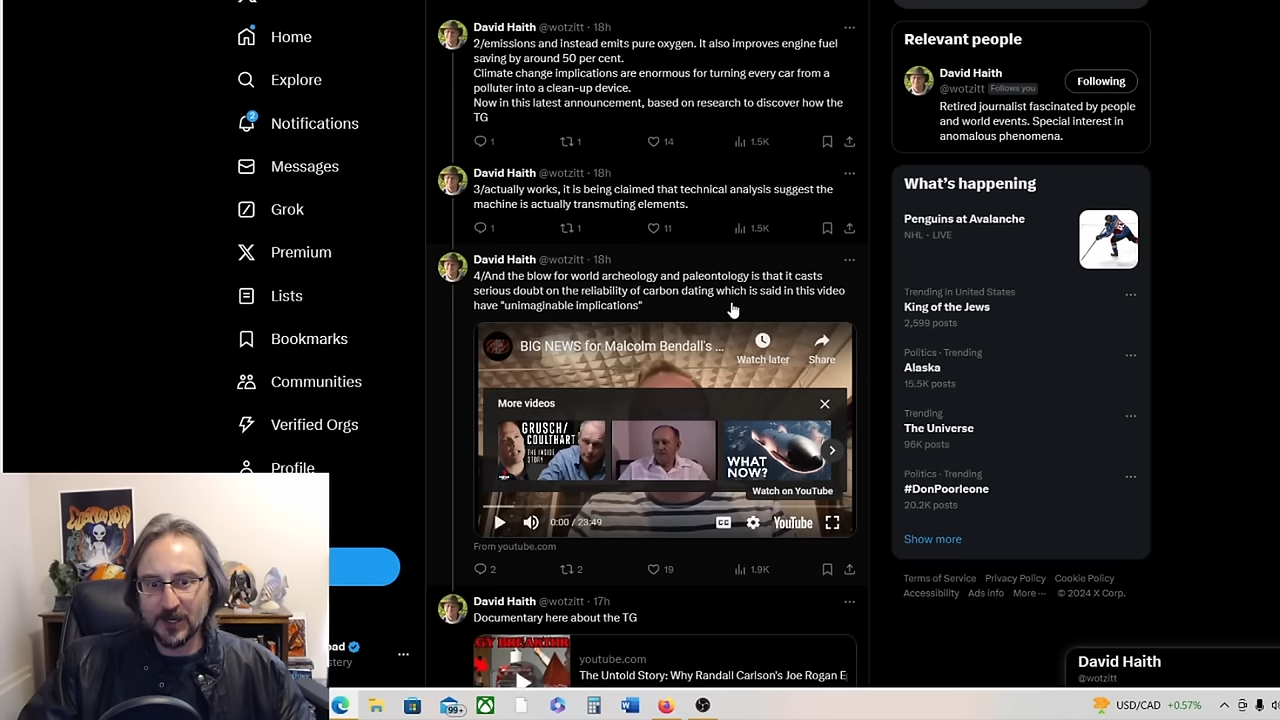 Home
Explore
2
Notifications
Messages
Grok
Premium
Lists
Bookmarks
Communities
Verified Orgs
Profile
David Haith @wotzitt · 18h
2/emissions and instead emits pure oxygen. It also improves engine fuel
saving by around 50 per cent.
Climate change implications are enormous for turning every car from a
polluter into a clean-up device.
Now in this latest announcement, based on research to discover how the
TG
1 1 14 1.5K
David Haith @wotzitt · 18h
3/actually works, it is being claimed that technical analysis suggest the
machine is actually transmuting elements.
1 1 11 1.5K
David Haith @wotzitt · 18h
4/And the blow for world archeology and paleontology is that it casts
serious doubt on the reliability of carbon dating which is said in this video
have "unimaginable implications"
BIG NEWS for Malcolm Bendall's ...
Watch later
Share
More videos
GRUSCH/
COULTHART
THE INSIDE
STORY
WHAT
NOW?
Watch on YouTube
0:00 / 23:49
CC
YouTube
From youtube.com
2 2 19 1.9K
David Haith @wotzitt · 17h
Documentary here about the TG
youtube.com
The Untold Story: Why Randall Carlson's Joe Rogan E
Relevant people
David Haith
@wotzitt Follows you
Following
Retired journalist fascinated by people
and world events. Special interest in
anomalous phenomena.
What's happening
Penguins at Avalanche
NHL · LIVE
Trending in United States
King of the Jews
2,599 posts
Politics · Trending
Alaska
15.5K posts
Trending
The Universe
96K posts
Politics · Trending
#DonPoorleone
20.2K posts
Show more
Terms of Service Privacy Policy Cookie Policy
Accessibility Ads info More ··· © 2024 X Corp.
David Haith
@wotzitt
99+
USD/CAD +0.57%